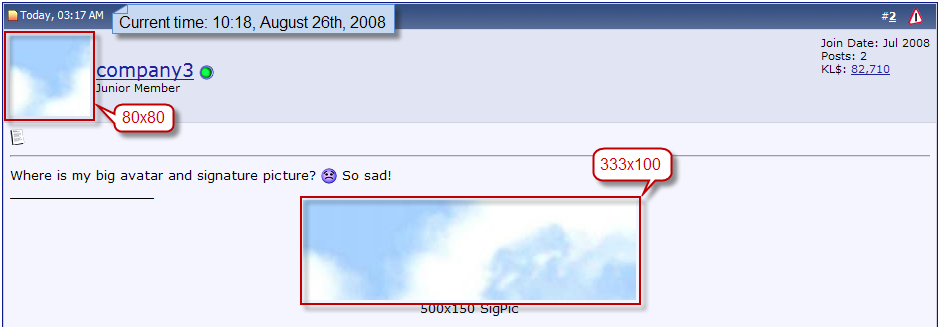 Today, 03:17 AM
Current time: 10:18, August 26th, 2008
#2
company3
Junior Member
Join Date: Jul 2008
Posts: 2
KL$: 82,710
80x80
Where is my big avatar and signature picture? So sad!
333x100
500x150 SigPic